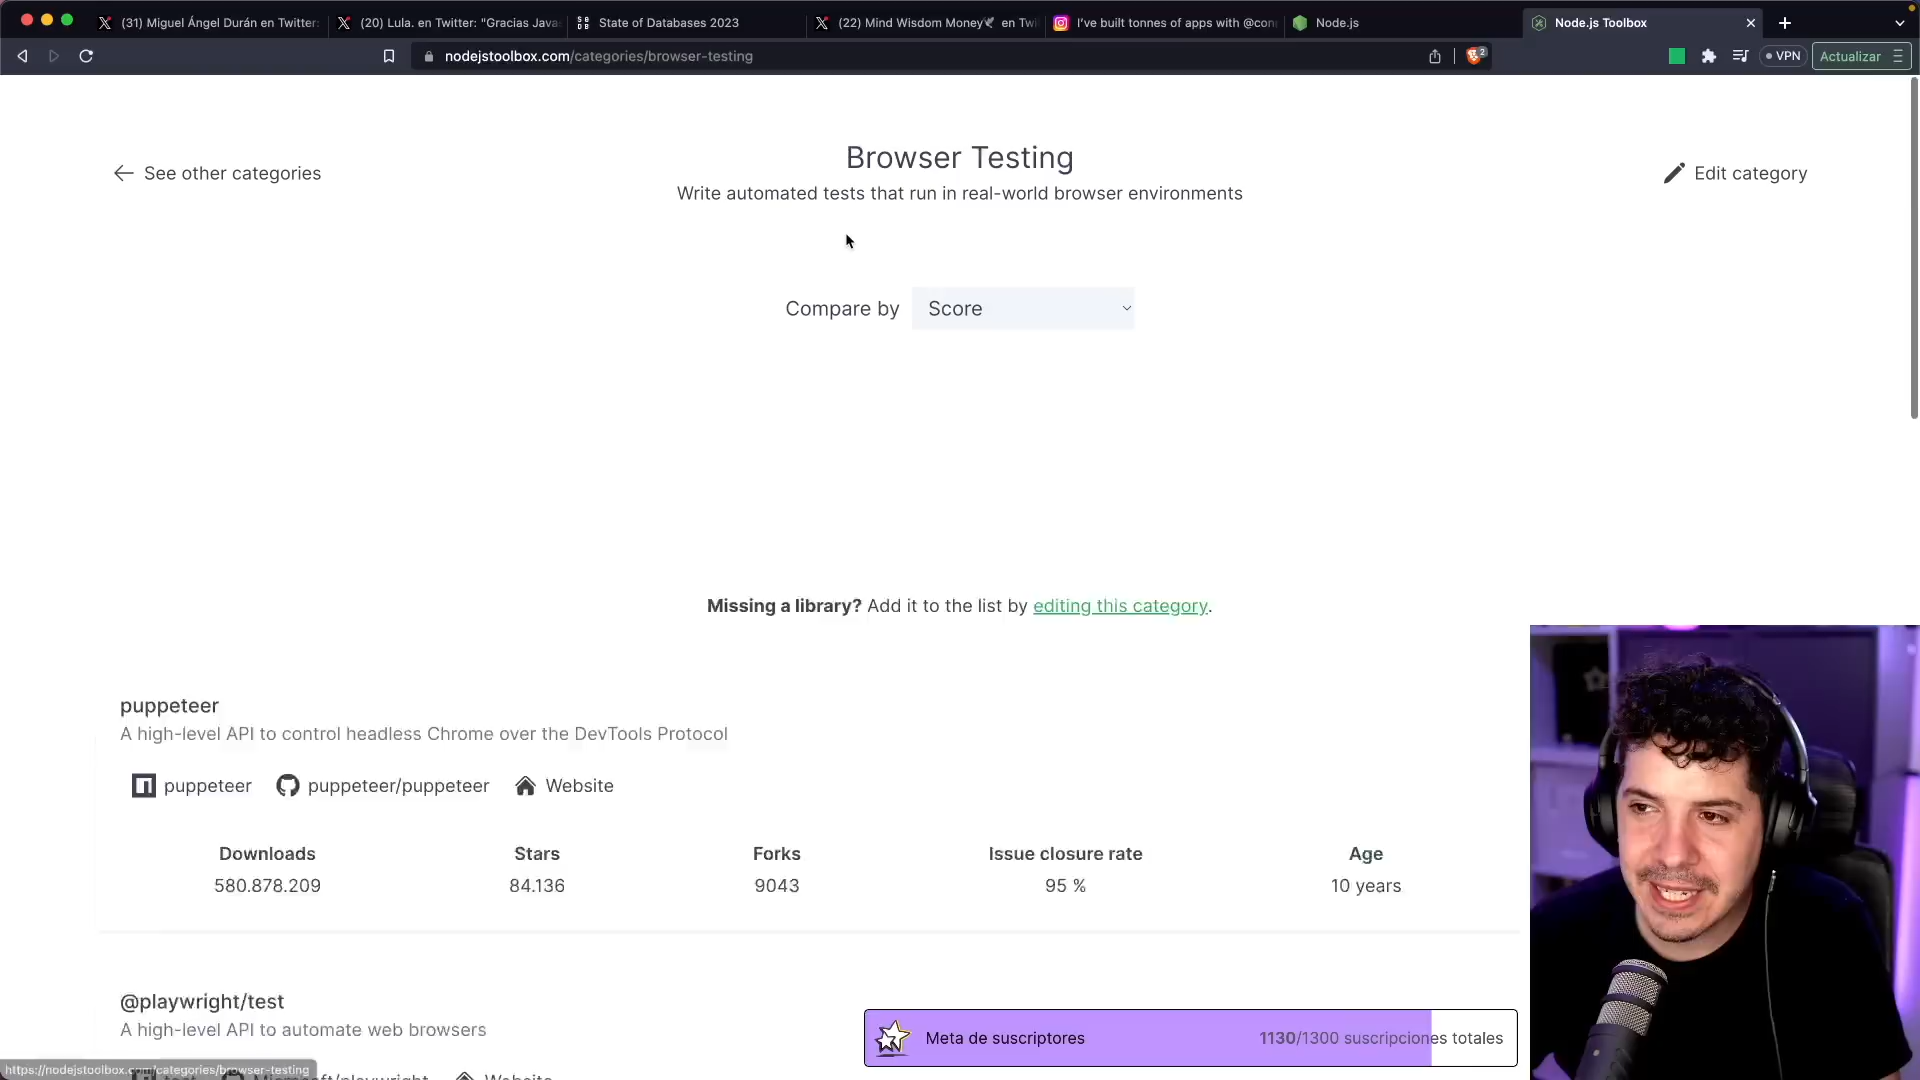 (31) Miguel Ángel Durán en Twitter:
(20) Lula. en Twitter: "Gracias Java
State of Databases 2023
(22) Mind Wisdom Money🕊 en Twi
I've built tonnes of apps with @con
Node.js
Node.js Toolbox
nodejstoolbox.com/categories/browser-testing
2
VPN
Actualizar
See other categories
Browser Testing
Edit category
Write automated tests that run in real-world browser environments
Compare by Score
Missing a library? Add it to the list by editing this category.
puppeteer
A high-level API to control headless Chrome over the DevTools Protocol
puppeteer puppeteer/puppeteer Website
Downloads Stars Forks Issue closure rate Age
580.878.209 84.136 9043 95 % 10 years
@playwright/test
A high-level API to automate web browsers
Meta de suscriptores 1130/1300 suscripciones totales
https://nodejstoolbox.com/categories/browser-testing
Microsoft/playwright Website